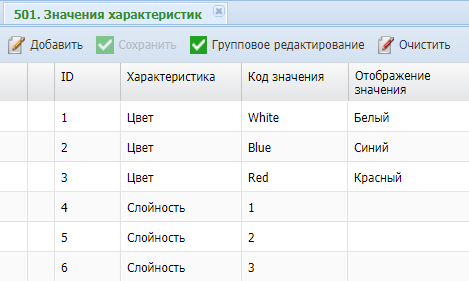 501. Значения характеристик
Добавить Сохранить Групповое редактирование Очистить
ID Характеристика Код значения Отображение
значения
1 Цвет White Белый
2 Цвет Blue Синий
3 Цвет Red Красный
4 Слойность 1
5 Слойность 2
6 Слойность 3